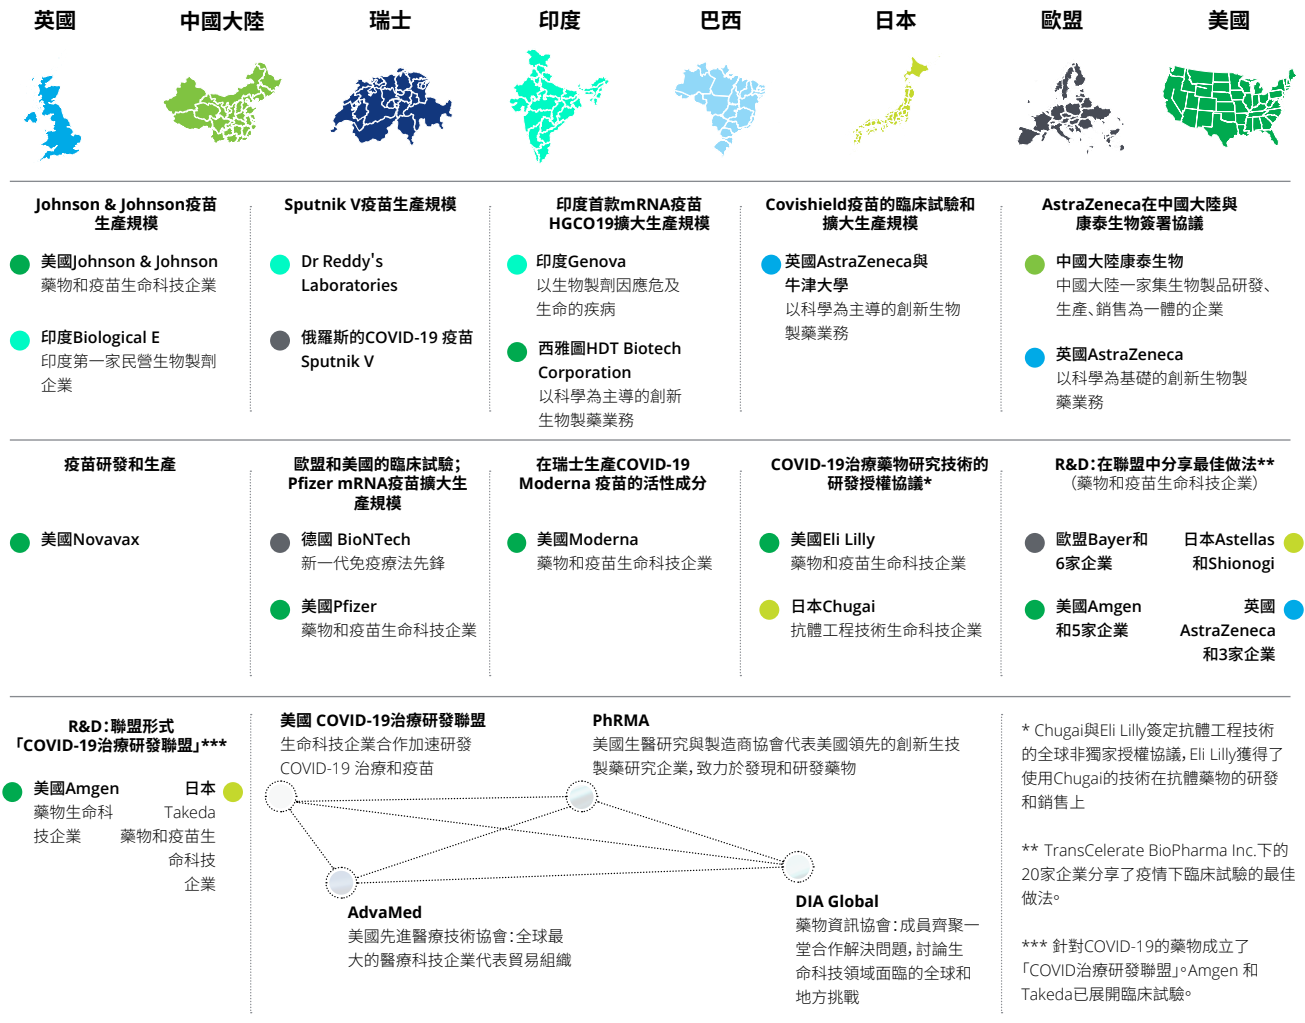 英國
中國大陸
瑞士
印度
巴西
日本
歐盟
美國
Johnson & Johnson疫苗
生產規模
美國Johnson & Johnson
藥物和疫苗生命科技企業
印度Biological E
印度第一家民營生物製劑
企業
Sputnik V疫苗生產規模
Dr Reddy's
Laboratories
俄羅斯的COVID-19 疫苗
Sputnik V
印度首款mRNA疫苗
HGCO19擴大生產規模
印度Genova
以生物製劑因應危及
生命的疾病
西雅圖HDT Biotech
Corporation
以科學為主導的創新
生物製藥業務
Covishield疫苗的臨床試驗和
擴大生產規模
英國AstraZeneca與
牛津大學
以科學為主導的創新生物
製藥業務
AstraZeneca在中國大陸與
康泰生物簽署協議
中國大陸康泰生物
中國大陸一家集生物製品研發、
生產、銷售為一體的企業
英國AstraZeneca
以科學為基礎的創新生物製
藥業務
疫苗研發和生產
美國Novavax
歐盟和美國的臨床試驗；
Pfizer mRNA疫苗擴大生
產規模
德國 BioNTech
新一代免疫療法先鋒
美國Pfizer
藥物和疫苗生命科技企業
在瑞士生產COVID-19
Moderna 疫苗的活性成分
美國Moderna
藥物和疫苗生命科技企業
COVID-19治療藥物研究技術的
研發授權協議*
美國Eli Lilly
藥物和疫苗生命科技企業
日本Chugai
抗體工程技術生命科技企業
R&D：在聯盟中分享最佳做法**
（藥物和疫苗生命科技企業）
歐盟Bayer和
6家企業
日本Astellas
和Shionogi
美國Amgen
和5家企業
英國
AstraZeneca
和3家企業
R&D：聯盟形式
「COVID-19治療研發聯盟」***
美國Amgen
藥物生命科
技企業
日本
Takeda
藥物和疫苗生
命科技
企業
美國 COVID-19治療研發聯盟
生命科技企業合作加速研發
COVID-19 治療和疫苗
PhRMA
美國生醫研究與製造商協會代表美國領先的創新生技
製藥研究企業，致力於發現和研發藥物
AdvaMed
美國先進醫療技術協會：全球最
大的醫療科技企業代表貿易組織
DIA Global
藥物資訊協會：成員齊聚一
堂合作解決問題，討論生
命科技領域面臨的全球和
地方挑戰
* Chugai與Eli Lilly簽定抗體工程技術
的全球非獨家授權協議，Eli Lilly獲得了
使用Chugai的技術在抗體藥物的研發
和銷售上
** TransCelerate BioPharma Inc.下的
20家企業分享了疫情下臨床試驗的最佳
做法。
*** 針對COVID-19的藥物成立了
「COVID治療研發聯盟」。Amgen 和
Takeda已展開臨床試驗。